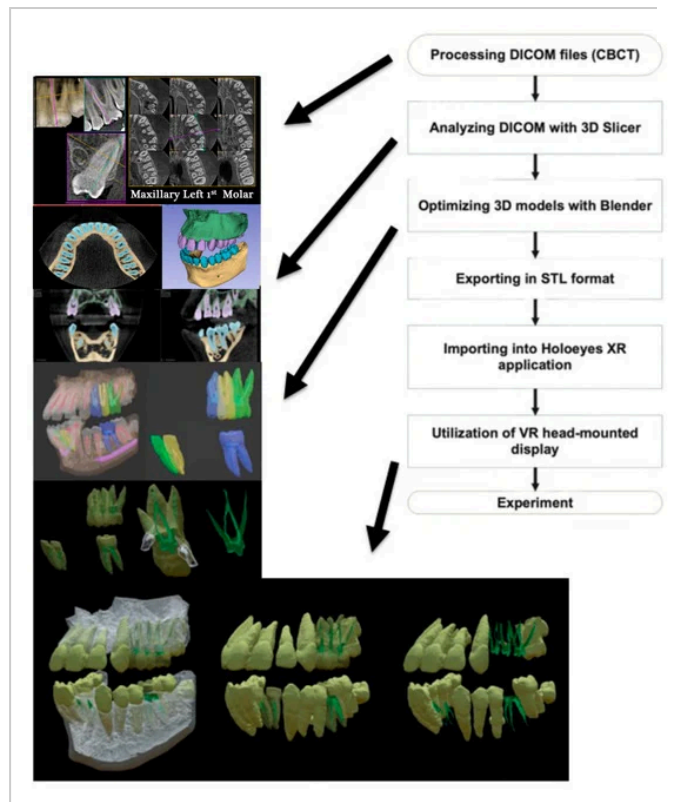 Processing DICOM files (CBCT)
Analyzing DICOM with 3D Slicer
Maxillary Left 1st Molar
Optimizing 3D models with Blender
Exporting in STL format
Importing into Holoeyes XR
application
Utilization of VR head-mounted
display
Experiment